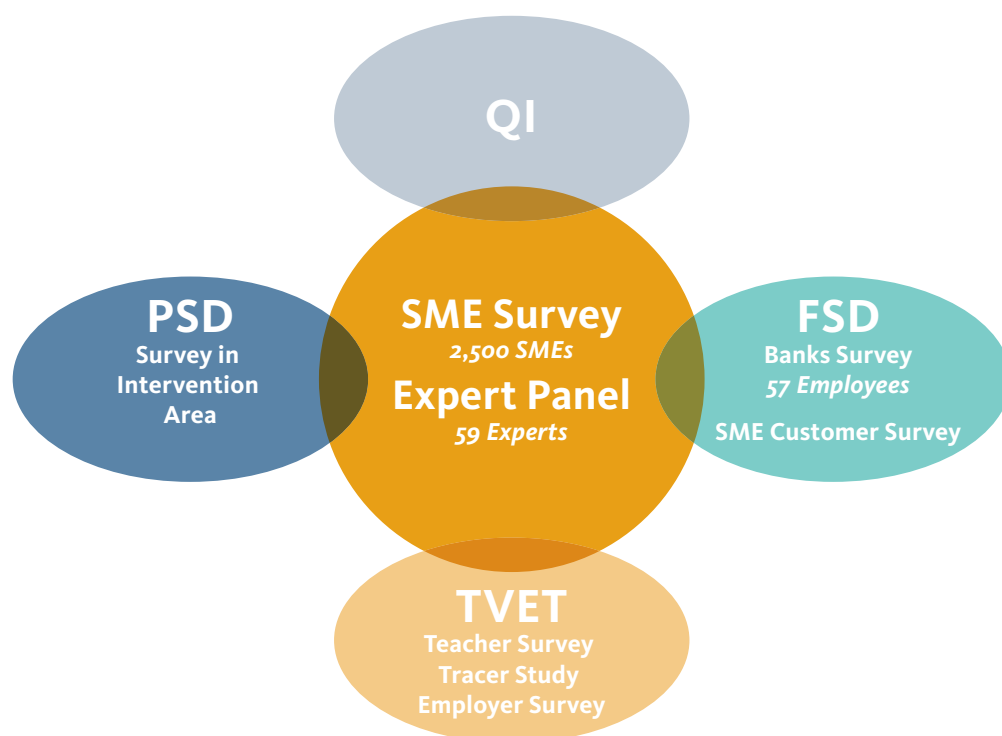 QI
PSD
Survey in
Intervention
Area
SME Survey
2,500 SMEs
Expert Panel
59 Experts
FSD
Banks Survey
57 Employees
SME Customer Survey
TVET
Teacher Survey
Tracer Study
Employer Survey